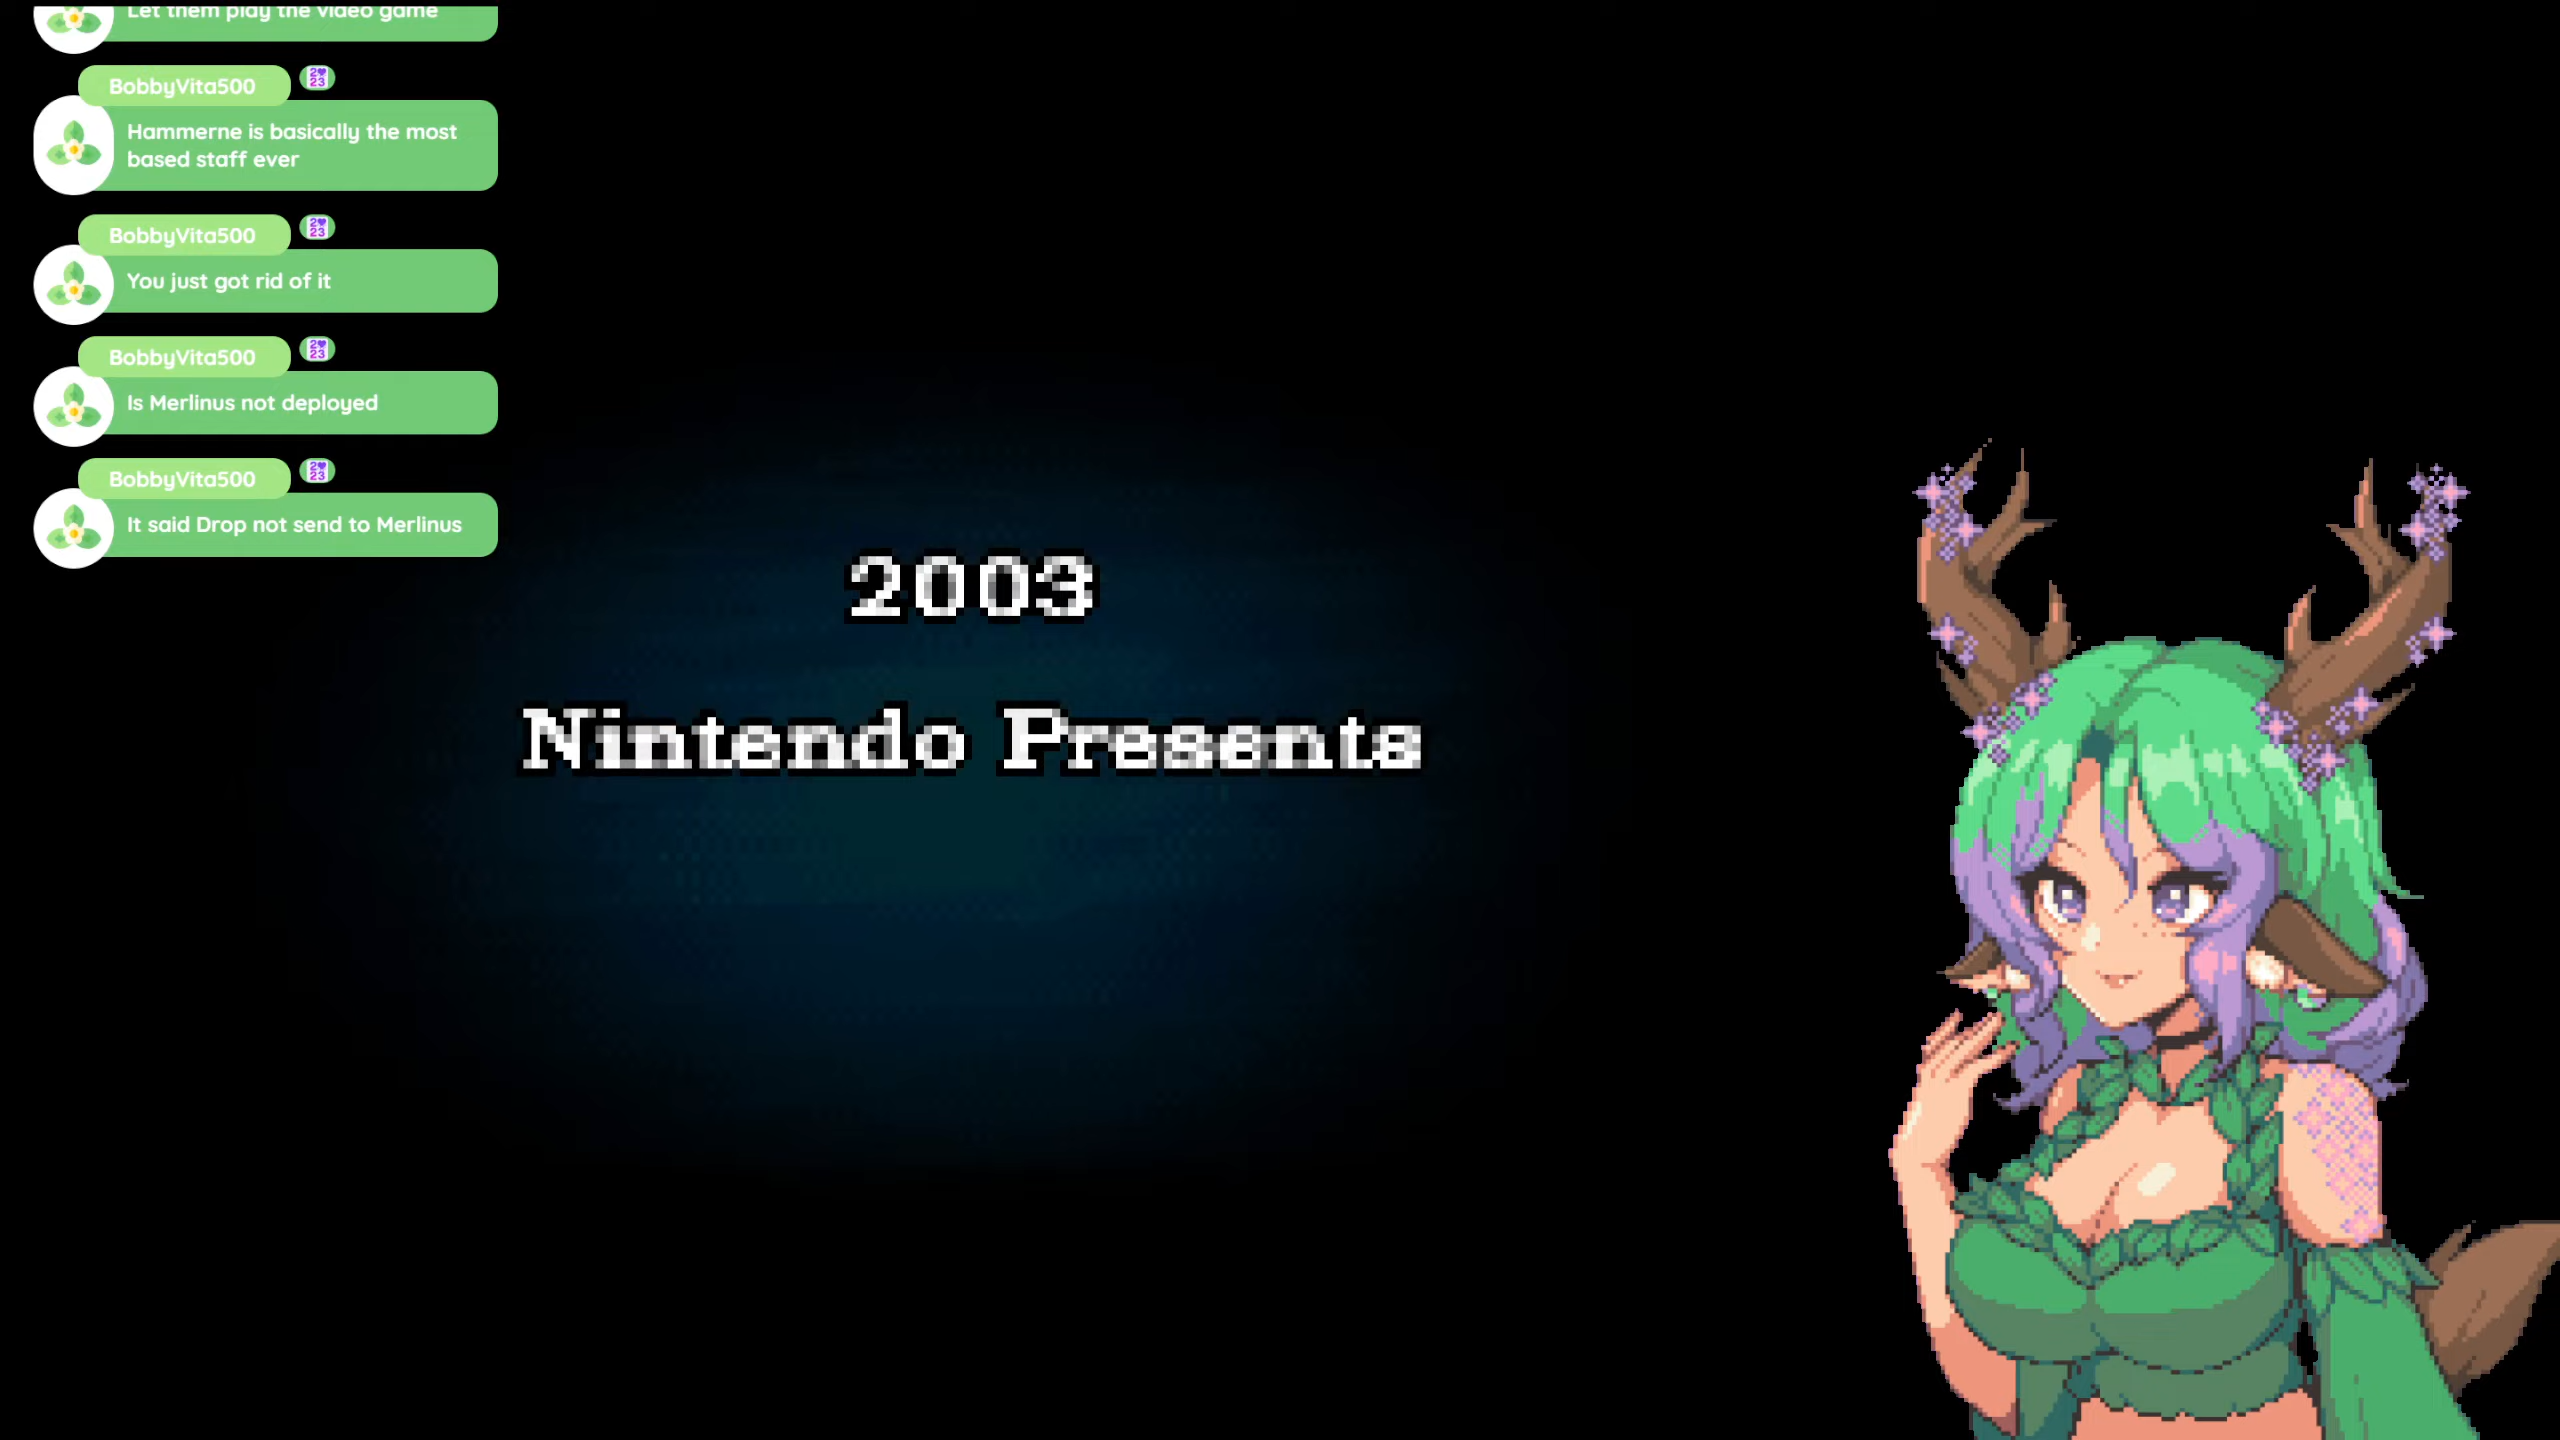 Let them play the video game
BobbyVita500
Hammerne is basically the most
based staff ever
BobbyVita500
You just got rid of it
BobbyVita500
Is Merlinus not deployed
BobbyVita500
It said Drop not send to Merlinus
2003
Nintendo Presents